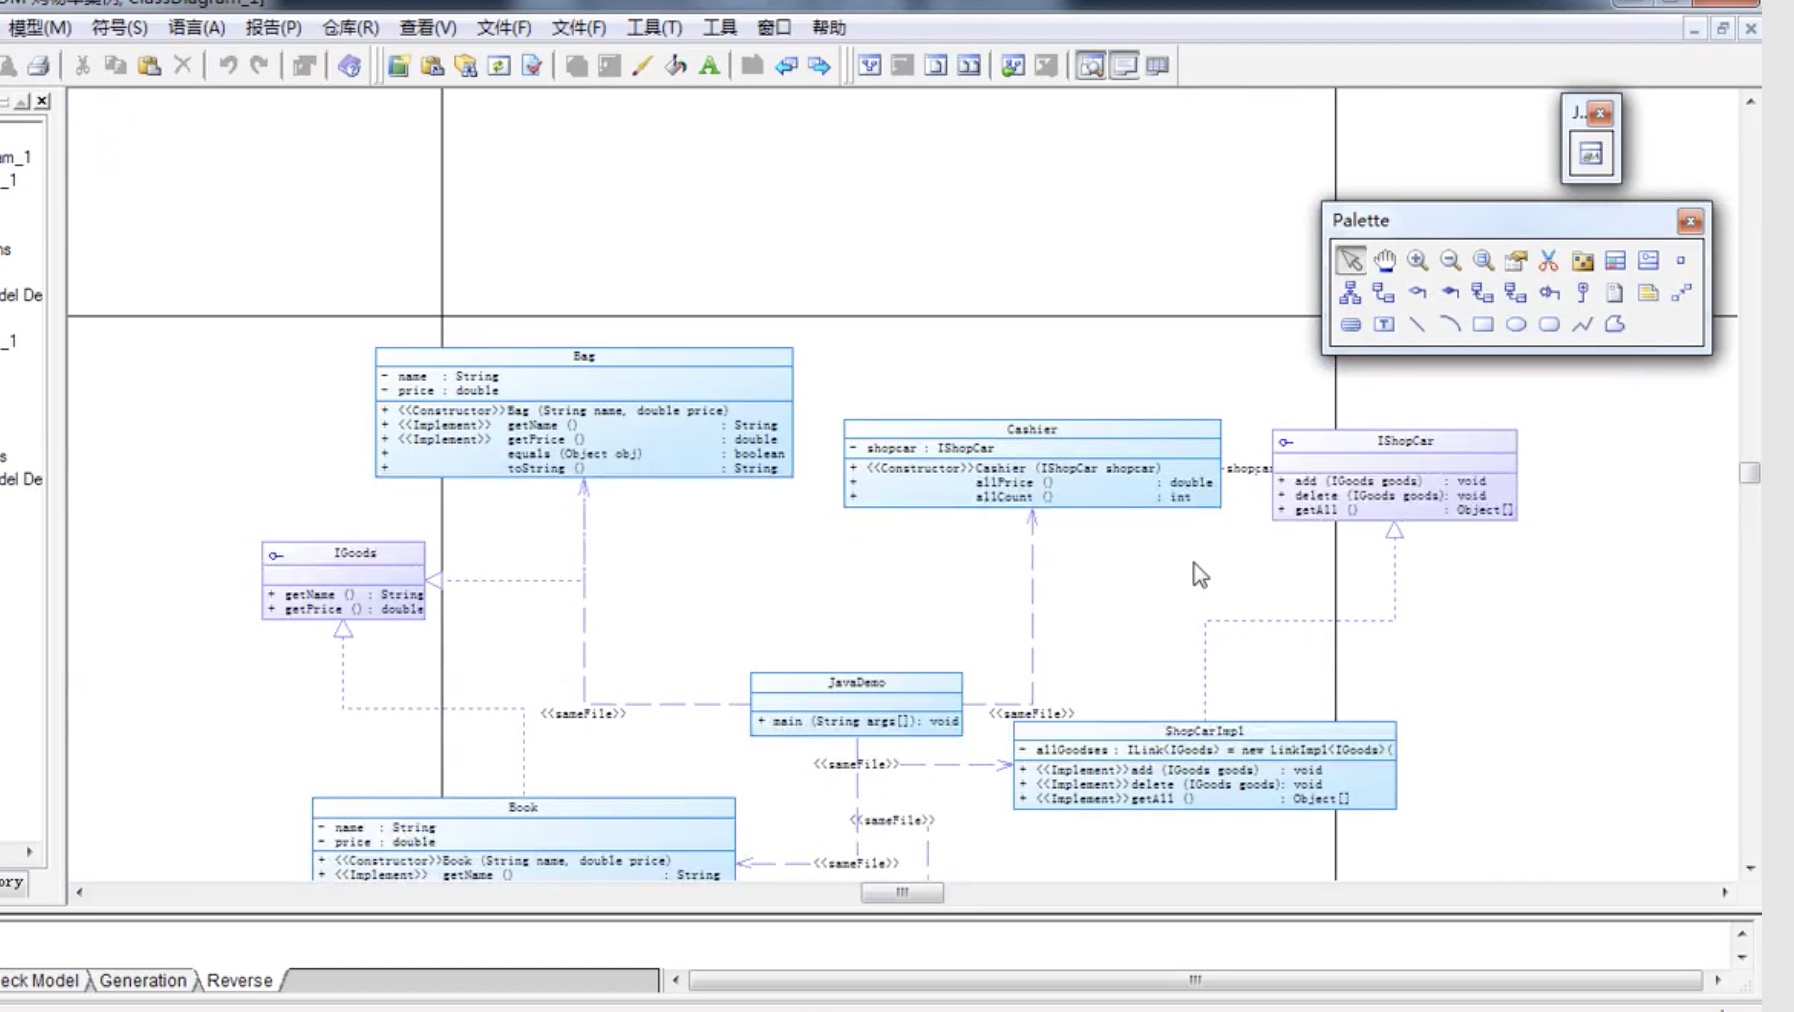 ClassDiagram_1]
模型(M) 符号(S) 语言(A) 报告(P) 仓库(R) 查看(V) 文件(F) 文件(F) 工具(T) 工具 窗口 帮助
J..
Palette
am_1
_1
ns
del De
_1
s
del De
ory
Bag
- name : String
- price : double
+ <<Constructor>> Bag (String name, double price)
+ <<Implement>> getName () : String
+ <<Implement>> getPrice () : double
+ equals (Object obj) : boolean
+ toString () : String
Cashier
- shopcar : IShopCar
+ <<Constructor>> Cashier (IShopCar shopcar)
+ allPrice () : double
+ allCount () : int
-shopcar
IShopCar
+ add (IGoods goods) : void
+ delete (IGoods goods) : void
+ getAll () : Object[]
IGoods
+ getName () : String
+ getPrice () : double
JavaDemo
+ main (String args[]) : void
<<sameFile>>
<<sameFile>>
<<sameFile>>
<<sameFile>>
<<sameFile>>
ShopCarImpl
- allGoodses : ILink<IGoods> = new LinkImpl<IGoods>(
+ <<Implement>> add (IGoods goods) : void
+ <<Implement>> delete (IGoods goods) : void
+ <<Implement>> getAll () : Object[]
Book
- name : String
- price : double
+ <<Constructor>> Book (String name, double price)
+ <<Implement>> getName () : String
eck Model Generation Reverse